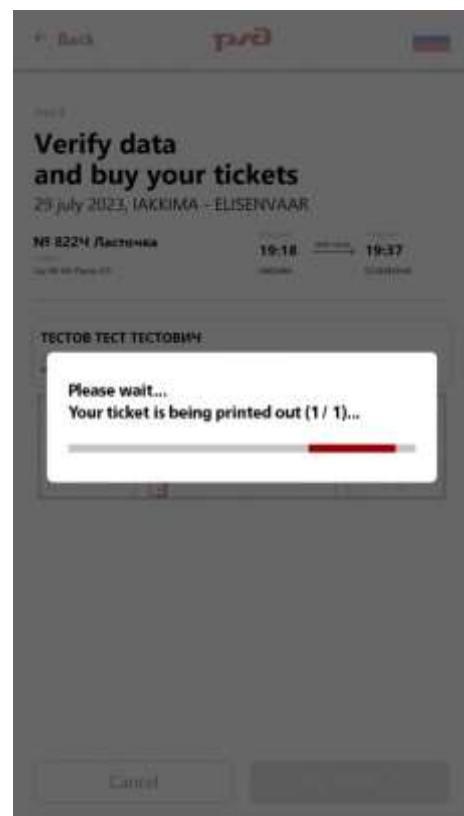 ← Back
ржд
Verify data
and buy your tickets
29 july 2023, IAKKIMA - ELISENVAAR
№ 822Ч Ласточка
19:18
19:37
ТЕСТОВ ТЕСТ ТЕСТОВИЧ
Please wait...
Your ticket is being printed out (1 / 1)...
Cancel